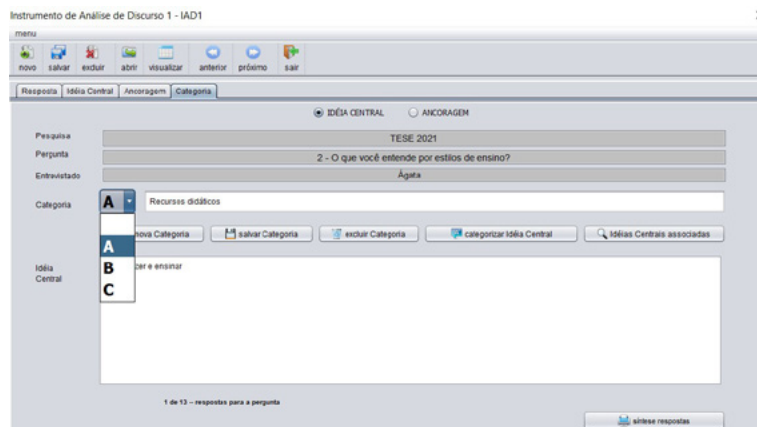 Instrumento de Análise de Discurso 1 - IAD1
menu
novo salvar excluir abrir visualizar anterior próximo sair
Resposta Idéia Central Ancoragem Categoria
IDÉIA CENTRAL ANCORAGEM
Pesquisa TESE 2021
Pergunta 2 - O que você entende por estilos de ensino?
Entrevistado Ágata
Categoria A Recursos didáticos
nova Categoria salvar Categoria excluir Categoria categorizar Idéia Central Idéias Centrais associadas
A
B
C
Idéia Central
e ensinar
1 de 13 – respostas para a pergunta
síntese respostas